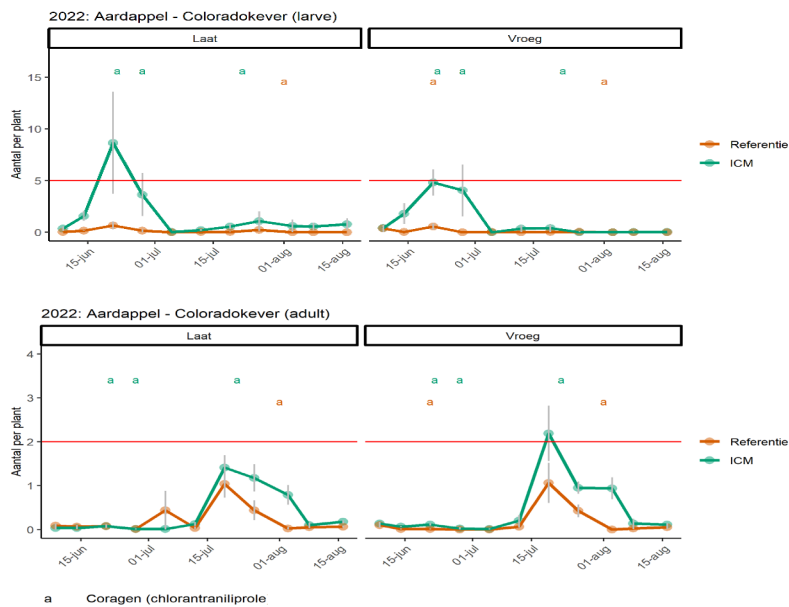 2022: Aardappel - Coloradokever (larve)
Laat
Vroeg
a a a a
a a a
a a a
15
10
5
0
Aantal per plant
15-jun 01-jul 15-jul 01-aug 15-aug
15-jun 01-jul 15-jul 01-aug 15-aug
Referentie
ICM
2022: Aardappel - Coloradokever (adult)
Laat
Vroeg
a a a a
a a a
a a a
4
3
2
1
0
Aantal per plant
15-jun 01-jul 15-jul 01-aug 15-aug
15-jun 01-jul 15-jul 01-aug 15-aug
Referentie
ICM
a Coragen (chlorantraniliprole